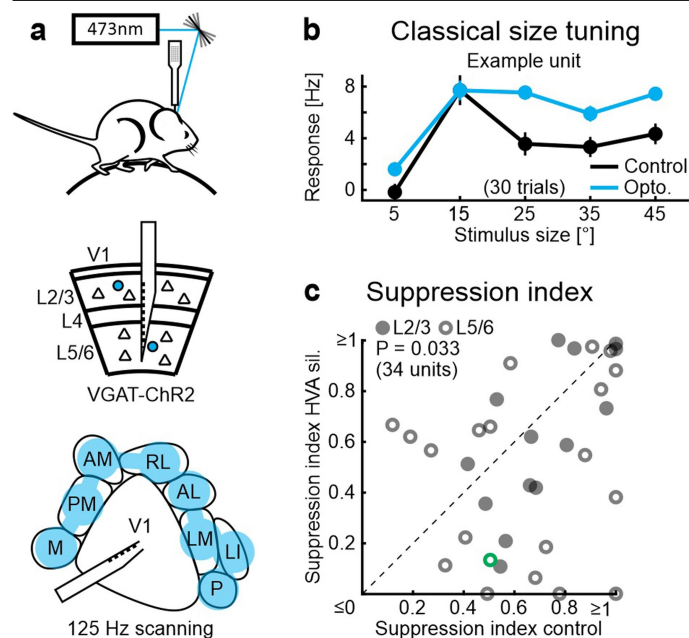 a
473nm
V1
L2/3
L4
L5/6
VGAT-ChR2
AM
RL
PM
AL
V1
M
LM
LI
P
125 Hz scanning
b Classical size tuning
Example unit
Response [Hz]
8
4
0
Control
(30 trials) Opto.
5 15 25 35 45
Stimulus size [°]
c Suppression index
L2/3 L5/6
P = 0.033
(34 units)
Suppression index HVA sil.
≥1
0.8
0.6
0.4
0.2
≤0 0.2 0.4 0.6 0.8 ≥1
Suppression index control